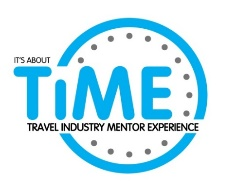 IT'S ABOUT
TiME
TRAVEL INDUSTRY MENTOR EXPERIENCE